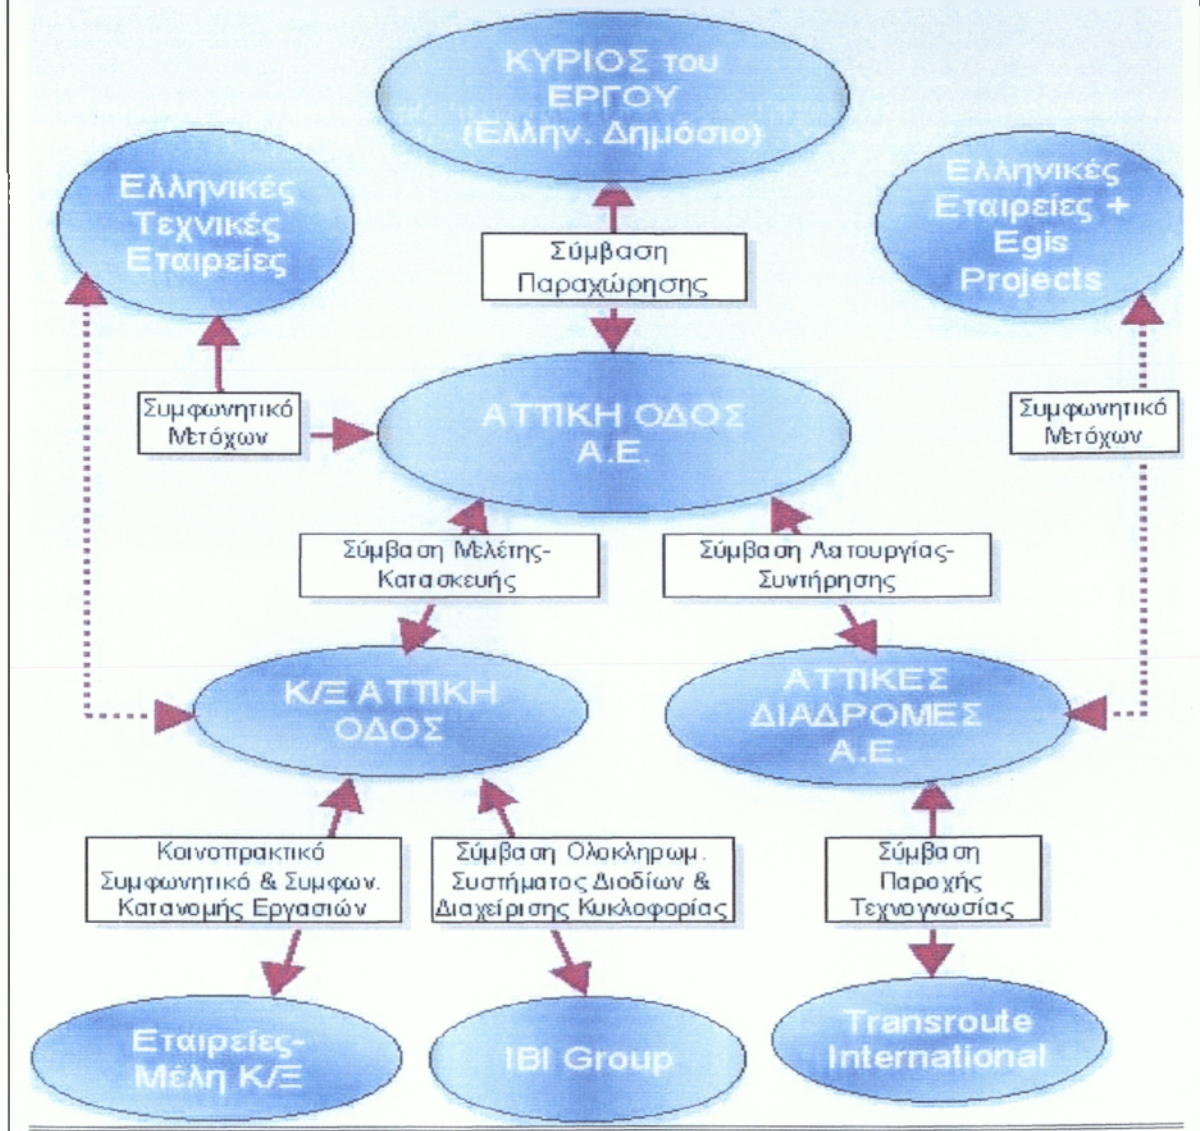 ΚΥΡΙΟΣ του
ΕΡΓΟΥ
(Ελλην. Δημόσιο)
Ελληνικές
Τεχνικές
Εταιρείες
Ελληνικές
Εταιρείες +
Egis
Projects
Σύμβαση
Παραχώρησης
Συμφωνητικό
Μετόχων
ΑΤΤΙΚΗ ΟΔΟΣ
Α.Ε.
Συμφωνητικό
Μετόχων
Σύμβαση Μελέτης-
Κατασκευής
Σύμβαση Λατουργίας-
Συντήρησης
Κ/Ξ ΑΤΤΙΚΗ
ΟΔΟΣ
ΑΤΤΙΚΕΣ
ΔΙΑΔΡΟΜΕΣ
Α.Ε.
Κοινοπρακτικό
Συμφωνητικό & Συμφων.
Κατανομής Εργασιών
Σύμβαση Ολοκληρωμ.
Συστήματος Διοδίων &
Διαχείρισης Κυκλοφορίας
Σύμβαση
Παροχής
Τεχνογνωσίας
Εταιρείες-
Μέλη Κ/Ξ
IBI Group
Transroute
International